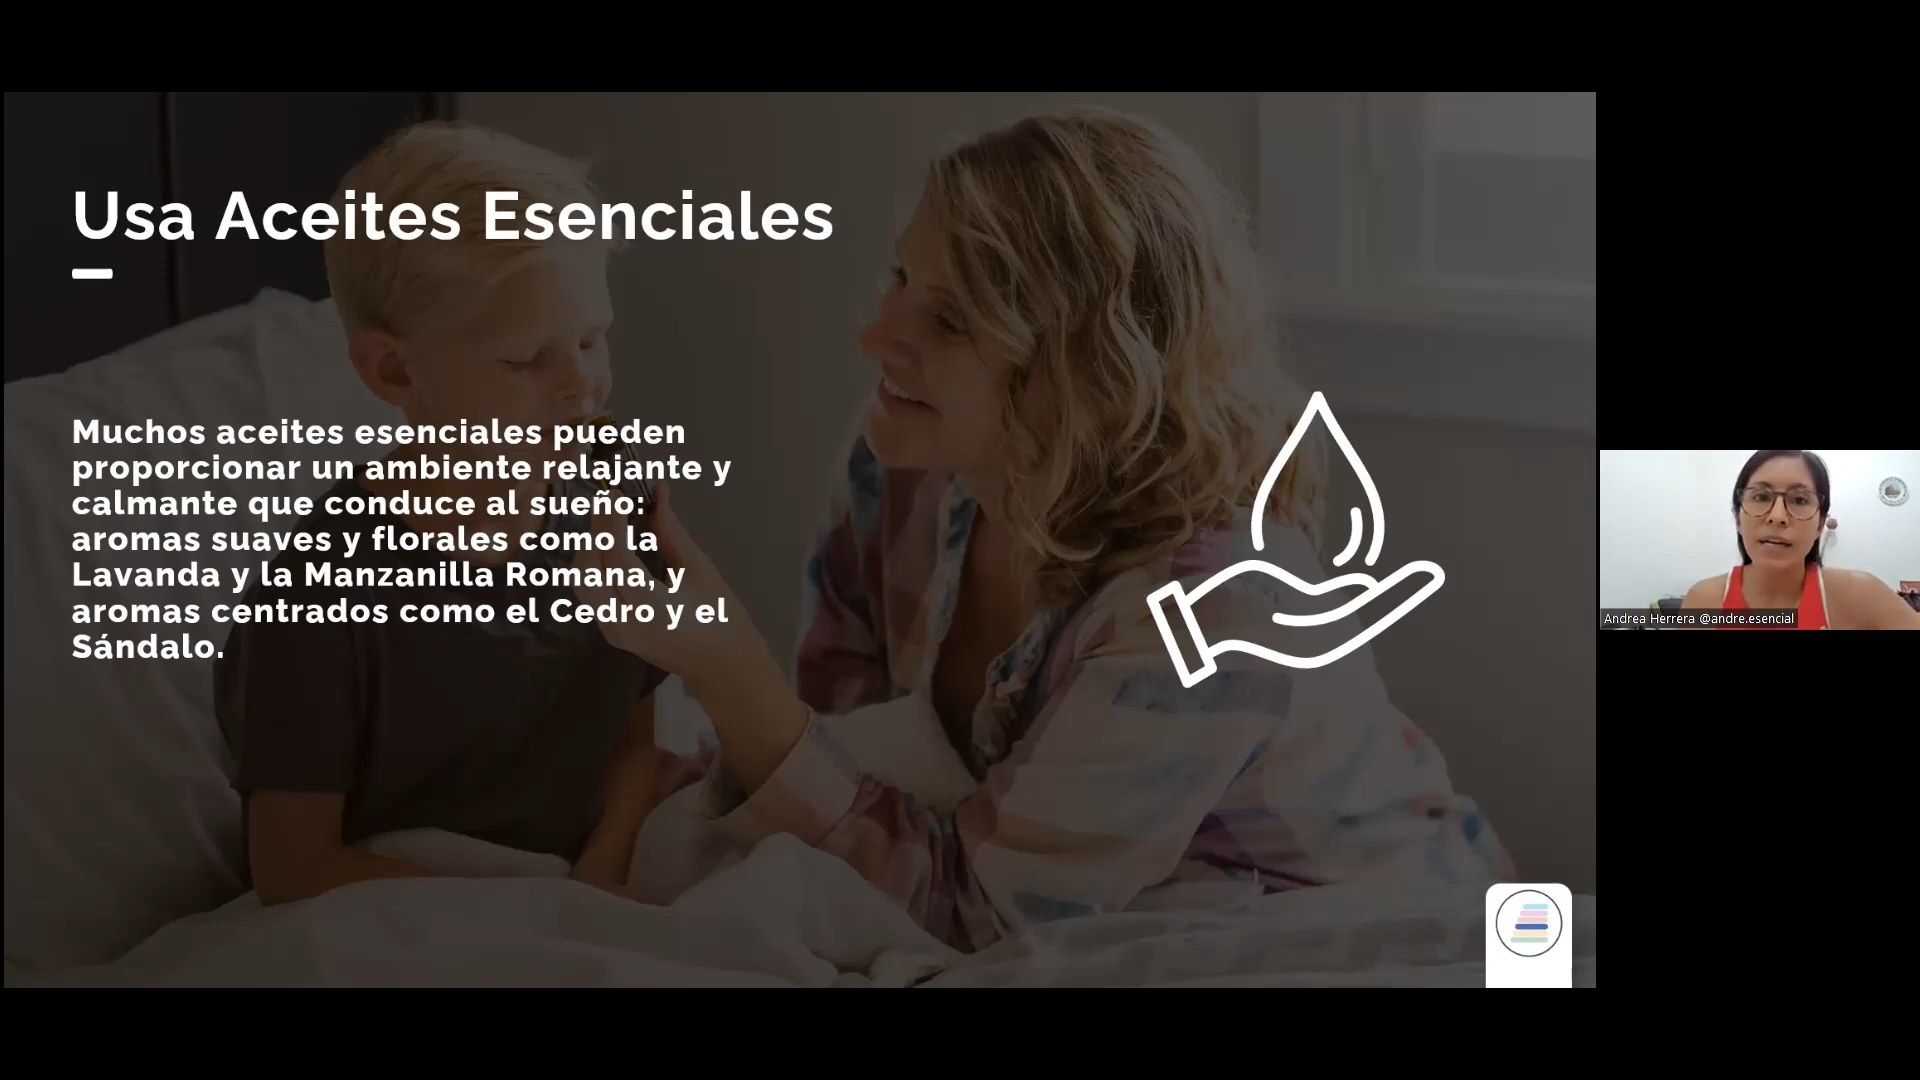 Usa Aceites Esenciales
Muchos aceites esenciales pueden
proporcionar un ambiente relajante y
calmante que conduce al sueño:
aromas suaves y florales como la
Lavanda y la Manzanilla Romana, y
aromas centrados como el Cedro y el
Sándalo.
Andrea Herrera @andre.esencial